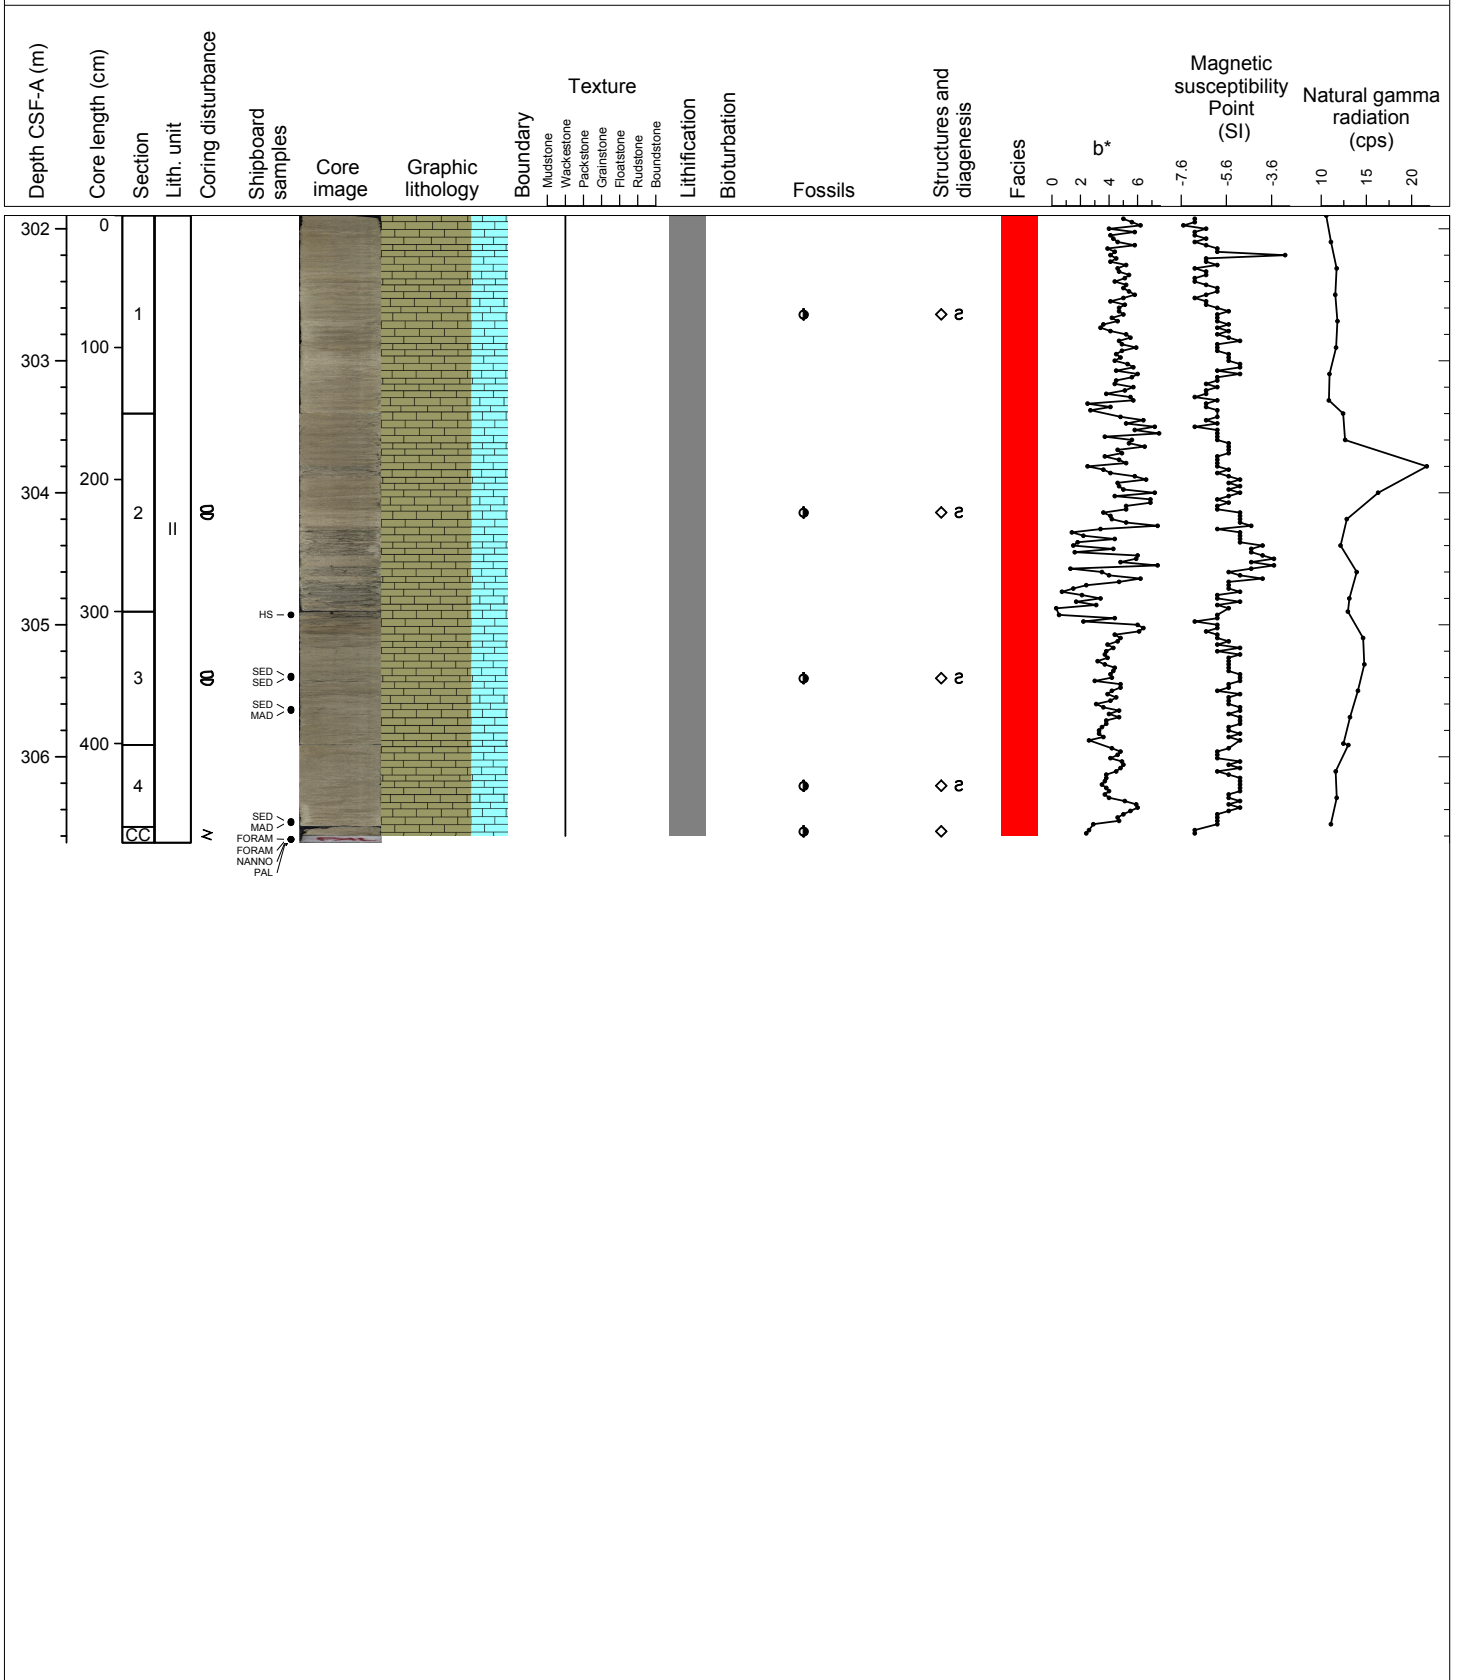 Depth CSF-A (m)
Core length (cm)
Section
Lith. unit
Coring disturbance
Shipboard
samples
Core
image
Graphic
lithology
Boundary
Texture
Mudstone
Wackestone
Packstone
Grainstone
Floatstone
Rudstone
Boundstone
Lithification
Bioturbation
Fossils
Structures and
diagenesis
Facies
b*
0
2
4
6
Magnetic
susceptibility
Point
(SI)
-7.6
-5.6
-3.6
Natural gamma
radiation
(cps)
10
15
20
302
303
304
305
306
0
100
200
300
400
1
2
3
4
CC
II
HS
SED
SED
SED
MAD
SED
MAD
FORAM
FORAM
NANNO
PAL